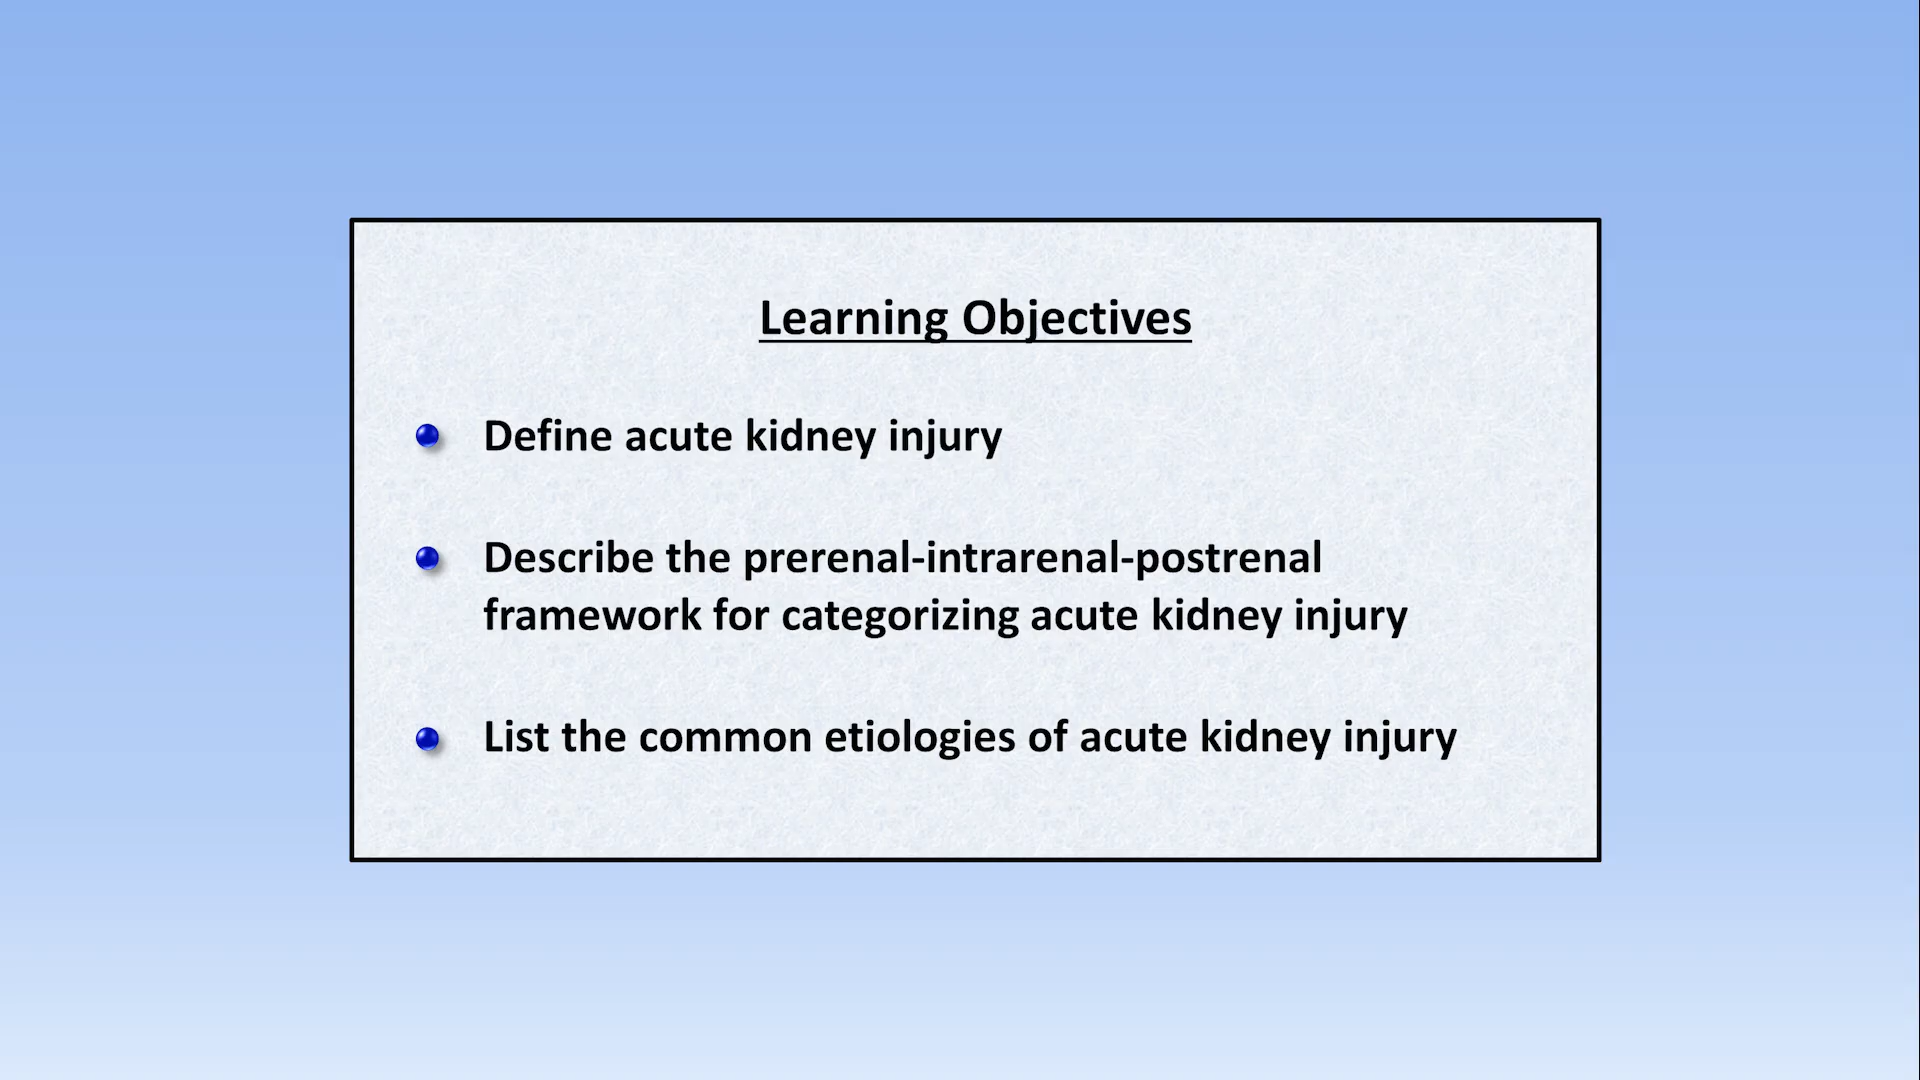 Learning Objectives
Define acute kidney injury
Describe the prerenal-intrarenal-postrenal
framework for categorizing acute kidney injury
List the common etiologies of acute kidney injury